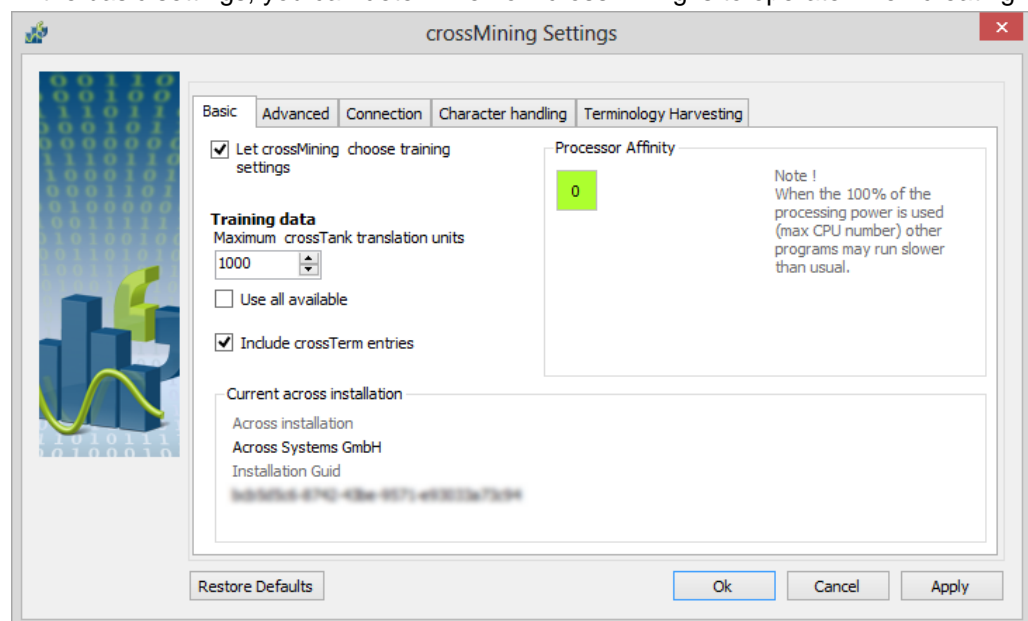 crossMining Settings
Basic Advanced Connection Character handling Terminology Harvesting
Let crossMining choose training
settings
Training data
Maximum crossTank translation units
1000
Use all available
Include crossTerm entries
Processor Affinity
0
Note !
When the 100% of the
processing power is used
(max CPU number) other
programs may run slower
than usual.
Current across installation
Across installation
Across Systems GmbH
Installation Guid
Restore Defaults Ok Cancel Apply